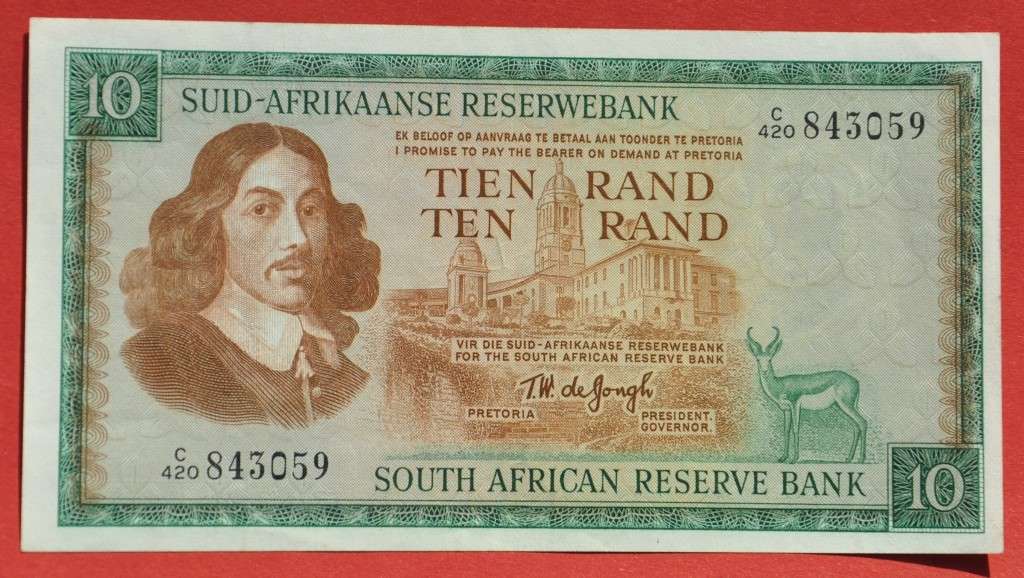 10
SUID-AFRIKAANSE RESERWEBANK
C/420 843059
EK BELOOF OP AANVRAAG TE BETAAL AAN TOONDER TE PRETORIA
I PROMISE TO PAY THE BEARER ON DEMAND AT PRETORIA
TIEN RAND
TEN RAND
VIR DIE SUID-AFRIKAANSE RESERWEBANK
FOR THE SOUTH AFRICAN RESERVE BANK
T.W. de Jongh
PRETORIA
PRESIDENT.
GOVERNOR.
C/420 843059
SOUTH AFRICAN RESERVE BANK
10